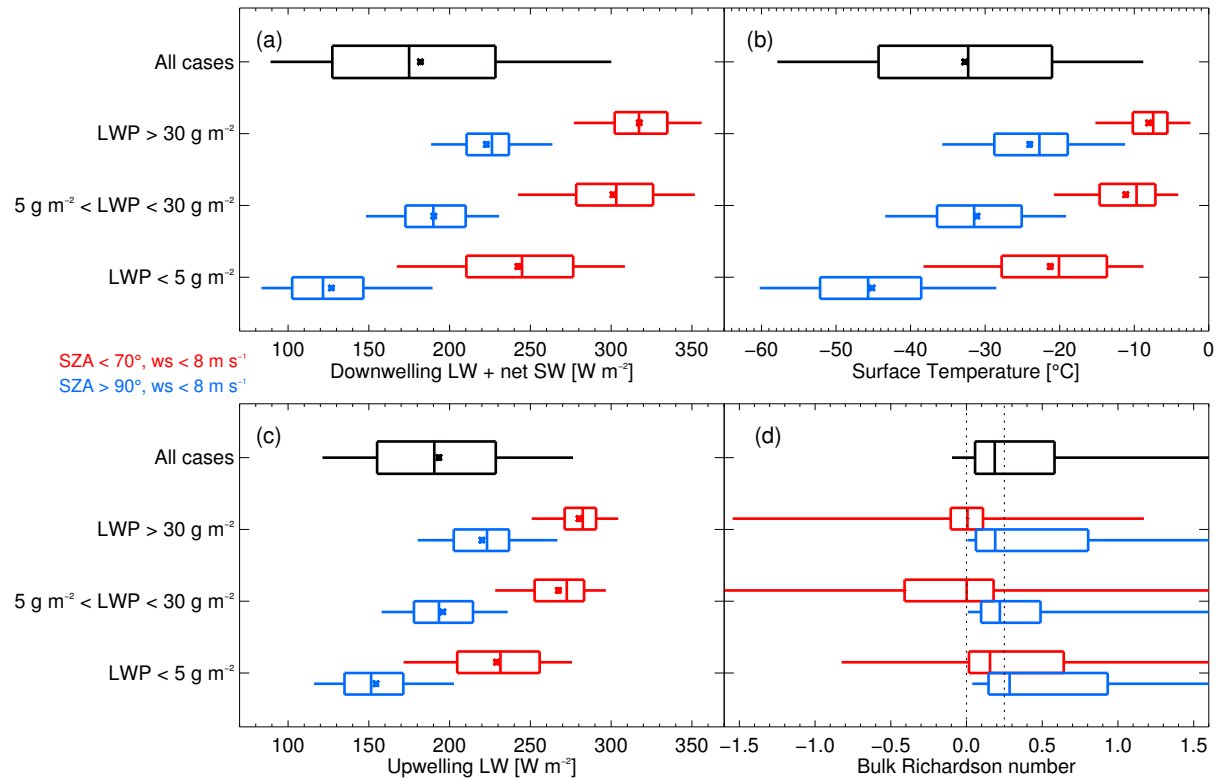 (a)
(b)
All cases
LWP > 30 g m⁻²
5 g m⁻² < LWP < 30 g m⁻²
LWP < 5 g m⁻²
100 150 200 250 300 350
−60 −50 −40 −30 −20 −10 0
Downwelling LW + net SW [W m⁻²]
Surface Temperature [°C]
SZA < 70°, ws < 8 m s⁻¹
SZA > 90°, ws < 8 m s⁻¹
(c)
(d)
All cases
LWP > 30 g m⁻²
5 g m⁻² < LWP < 30 g m⁻²
LWP < 5 g m⁻²
100 150 200 250 300 350
−1.5 −1.0 −0.5 0.0 0.5 1.0 1.5
Upwelling LW [W m⁻²]
Bulk Richardson number